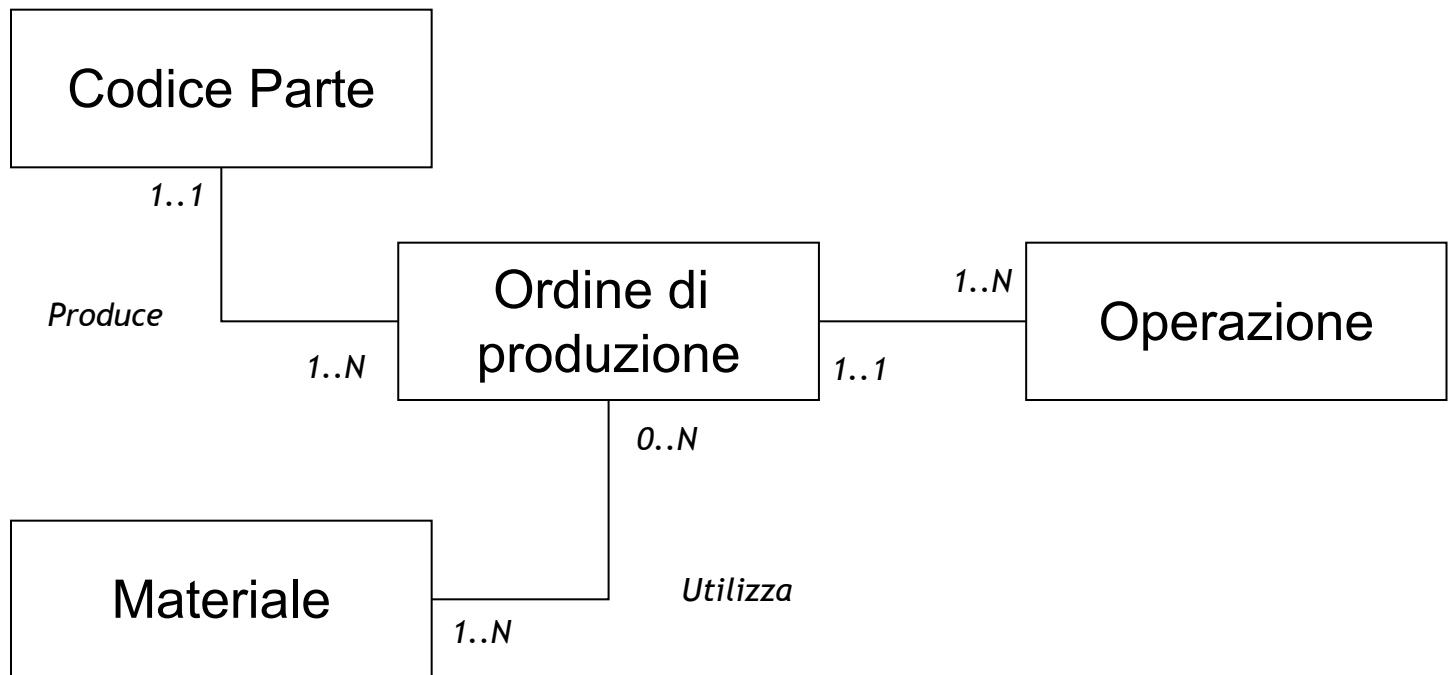 Codice Parte
1..1
Produce
1..N
Ordine di
produzione
1..N
1..1
Operazione
0..N
Materiale
1..N
Utilizza